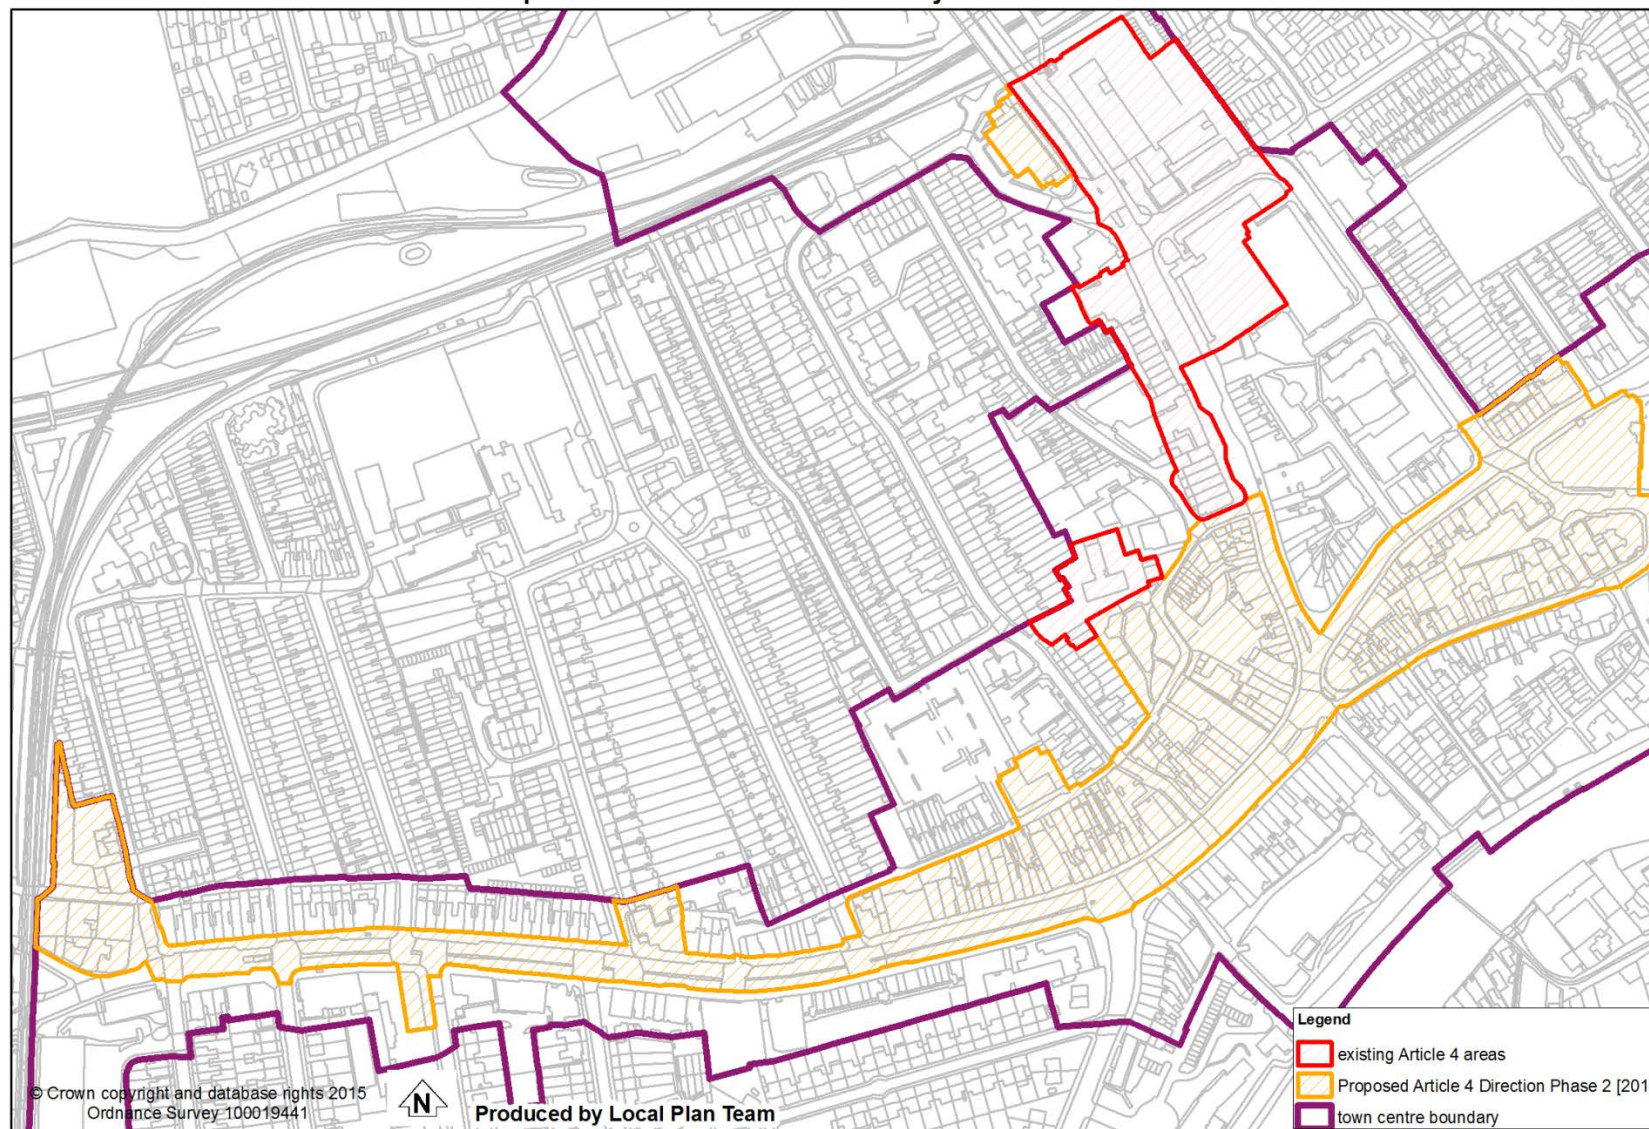 © Crown copyright and database rights 2015
Ordnance Survey 100019441
N
Produced by Local Plan Team
Legend
existing Article 4 areas
Proposed Article 4 Direction Phase 2 [201
town centre boundary